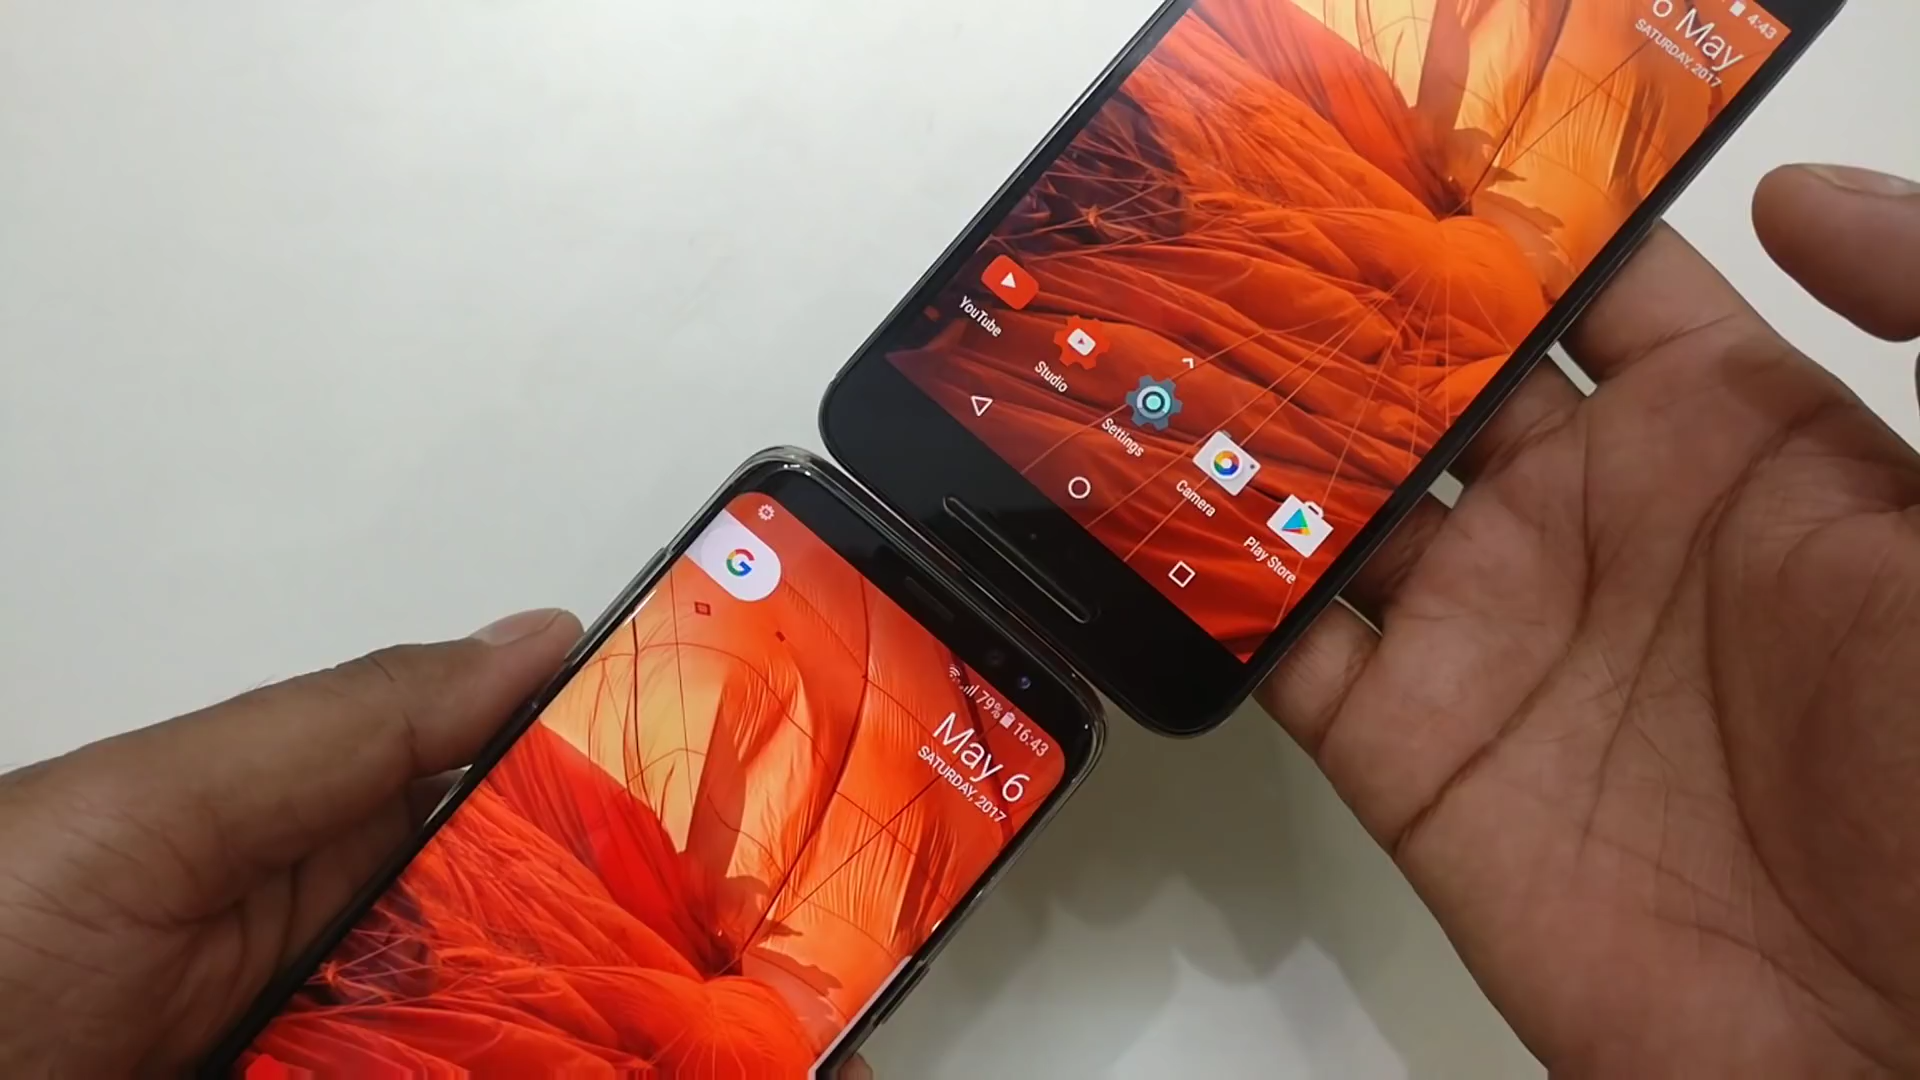 4:43
6 May
SATURDAY, 2017
YouTube
Studio
Settings
Camera
Play Store
G
79% 16:43
May 6
SATURDAY, 2017